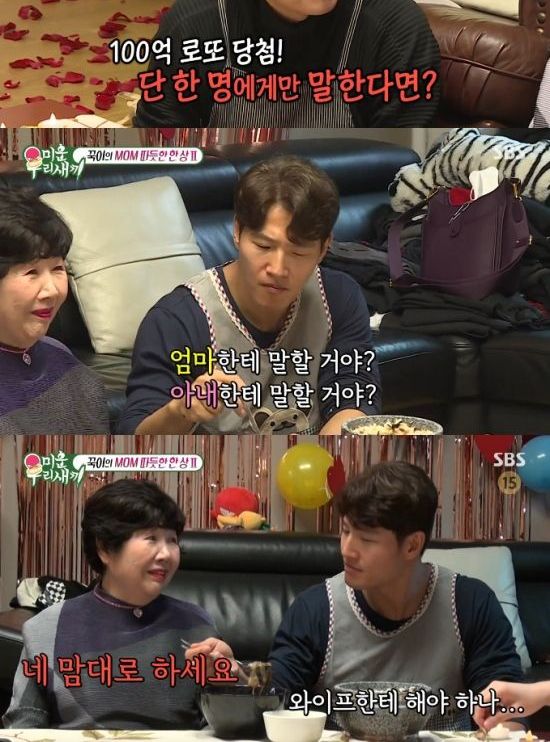 100억 로또 당첨!
단 한 명에게만 말한다면?
미운
우리새끼
꾹이의 MOM 따듯한 한 상 Ⅱ
SBS
엄마한테 말할 거야?
아내한테 말할 거야?
미운
우리새끼
꾹이의 MOM 따듯한 한 상 Ⅱ
SBS
15
네 맘대로 하세요
와이프한테 해야 하나...